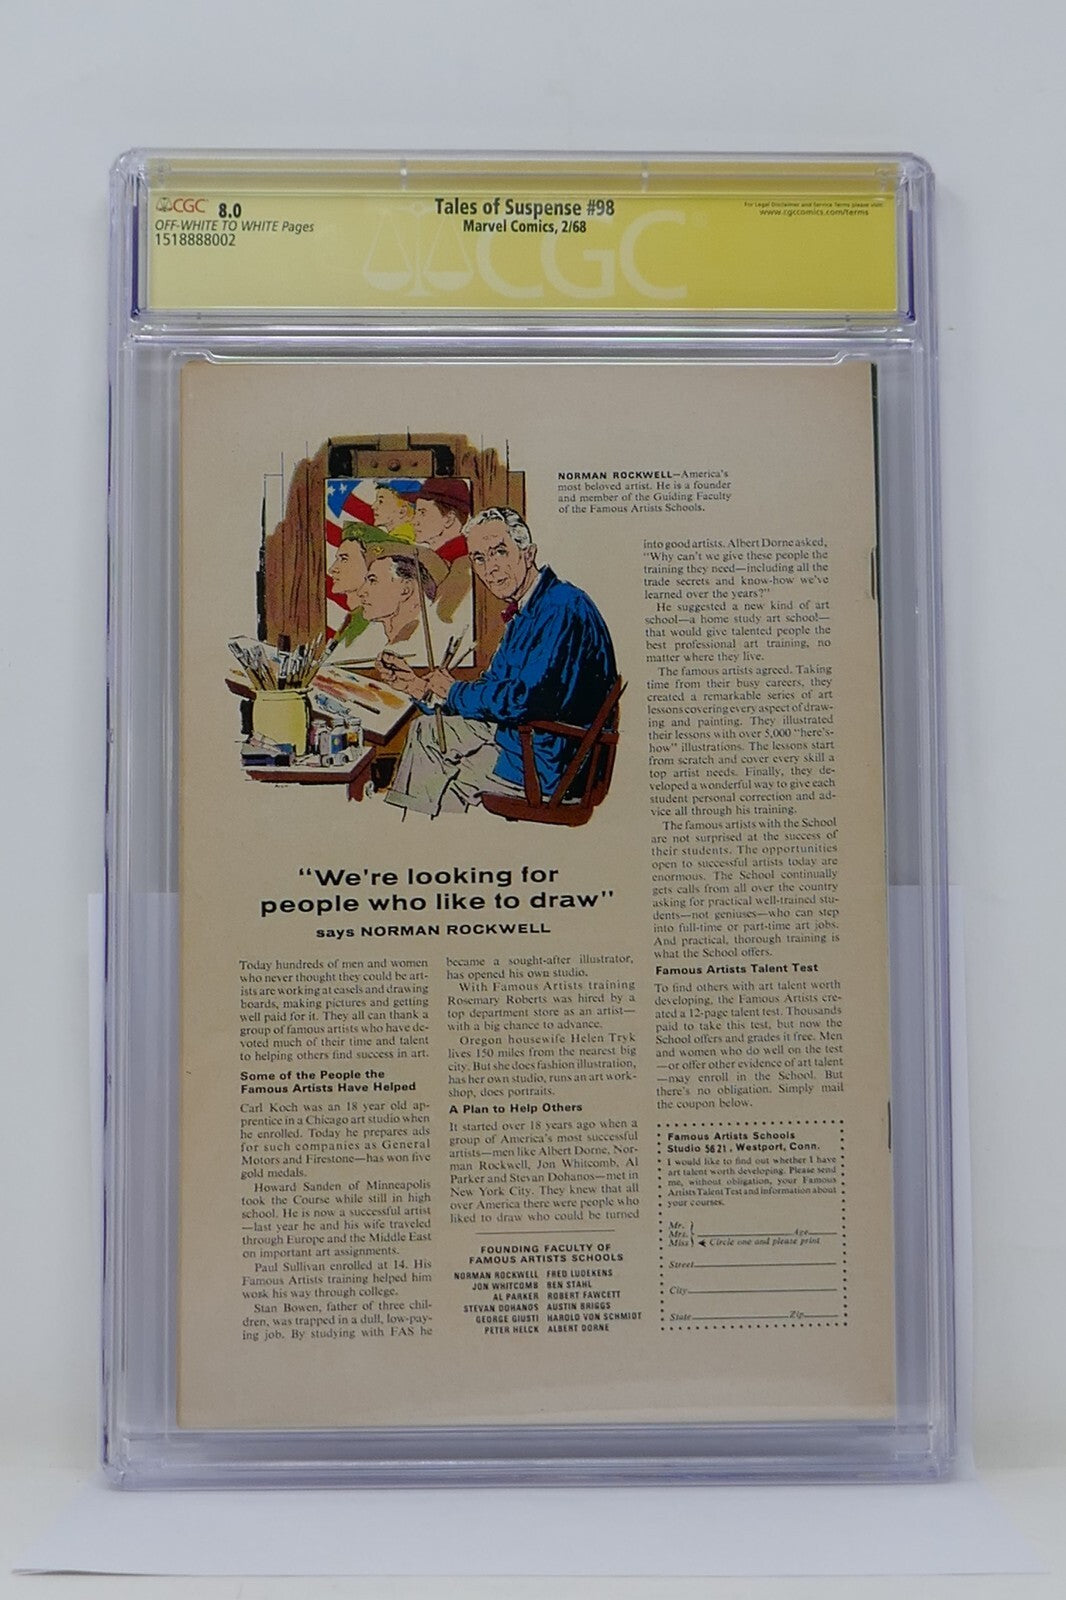 CGC 8.0
OFF-WHITE TO WHITE Pages
1518888002
Tales of Suspense #98
Marvel Comics, 2/68
For Legal Disclaimer and Service Terms please visit:
www.cgccomics.com/terms
CGC
NORMAN ROCKWELL—America's
most beloved artist. He is a founder
and member of the Guiding Faculty
of the Famous Artists Schools.
"We're looking for
people who like to draw"
says NORMAN ROCKWELL
Today hundreds of men and women
who never thought they could be art-
ists are working at easels and drawing
boards, making pictures and getting
well paid for it. They all can thank a
group of famous artists who have de-
voted much of their time and talent
to helping others find success in art.
Some of the People the
Famous Artists Have Helped
Carl Koch was an 18 year old ap-
prentice in a Chicago art studio when
he enrolled. Today he prepares ads
for such companies as General
Motors and Firestone—has won five
gold medals.
Howard Sanden of Minneapolis
took the Course while still in high
school. He is now a successful artist
—last year he and his wife traveled
through Europe and the Middle East
on important art assignments.
Paul Sullivan enrolled at 14. His
Famous Artists training helped him
work his way through college.
Stan Bowen, father of three chil-
dren, was trapped in a dull, low-pay-
ing job. By studying with FAS he
became a sought-after illustrator,
has opened his own studio.
With Famous Artists training
Rosemary Roberts was hired by a
top department store as an artist—
with a big chance to advance.
Oregon housewife Helen Tryk
lives 150 miles from the nearest big
city. But she does fashion illustration,
has her own studio, runs an art work-
shop, does portraits.
A Plan to Help Others
It started over 18 years ago when a
group of America's most successful
artists—men like Albert Dorne, Nor-
man Rockwell, Jon Whitcomb, Al
Parker and Stevan Dohanos—met in
New York City. They knew that all
over America there were people who
liked to draw who could be turned
FOUNDING FACULTY OF
FAMOUS ARTISTS SCHOOLS
NORMAN ROCKWELL FRED LUDEKENS
JON WHITCOMB BEN STAHL
AL PARKER ROBERT FAWCETT
STEVAN DOHANOS AUSTIN BRIGGS
GEORGE GIUSTI HAROLD VON SCHMIDT
PETER HELCK ALBERT DORNE
into good artists. Albert Dorne asked,
"Why can't we give these people the
training they need—including all the
trade secrets and know-how we've
learned over the years?"
He suggested a new kind of art
school—a home study art school—
that would give talented people the
best professional art training, no
matter where they live.
The famous artists agreed. Taking
time from their busy careers, they
created a remarkable series of art
lessons covering every aspect of draw-
ing and painting. They illustrated
their lessons with over 5,000 "here's-
how" illustrations. The lessons start
from scratch and cover every skill a
top artist needs. Finally, they de-
veloped a wonderful way to give each
student personal correction and ad-
vice all through his training.
The famous artists with the School
are not surprised at the success of
their students. The opportunities
open to successful artists today are
enormous. The School continually
gets calls from all over the country
asking for practical well-trained stu-
dents—not geniuses—who can step
into full-time or part-time art jobs.
And practical, thorough training is
what the School offers.
Famous Artists Talent Test
To find others with art talent worth
developing, the Famous Artists cre-
ated a 12-page talent test. Thousands
paid to take this test, but now the
School offers and grades it free. Men
and women who do well on the test
—or offer other evidence of art talent
—may enroll in the School. But
there's no obligation. Simply mail
the coupon below.
Famous Artists Schools
Studio 5621, Westport, Conn.
I would like to find out whether I have
art talent worth developing. Please send
me, without obligation, your Famous
Artists Talent Test and information about
your courses.
Mr.
Mrs. Age
Miss Circle one and please print
Street
City
State Zip